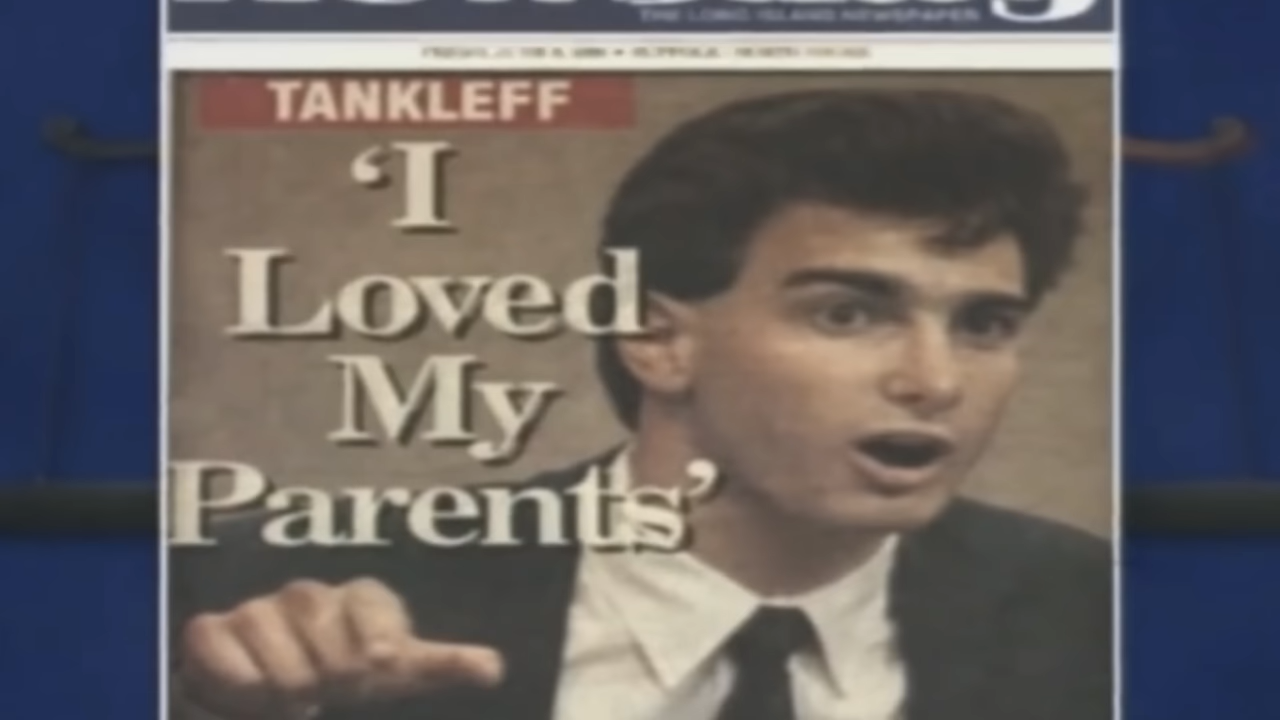 THE LONG ISLAND NEWSPAPER
TANKLEFF
‘I
Loved
My
Parents’